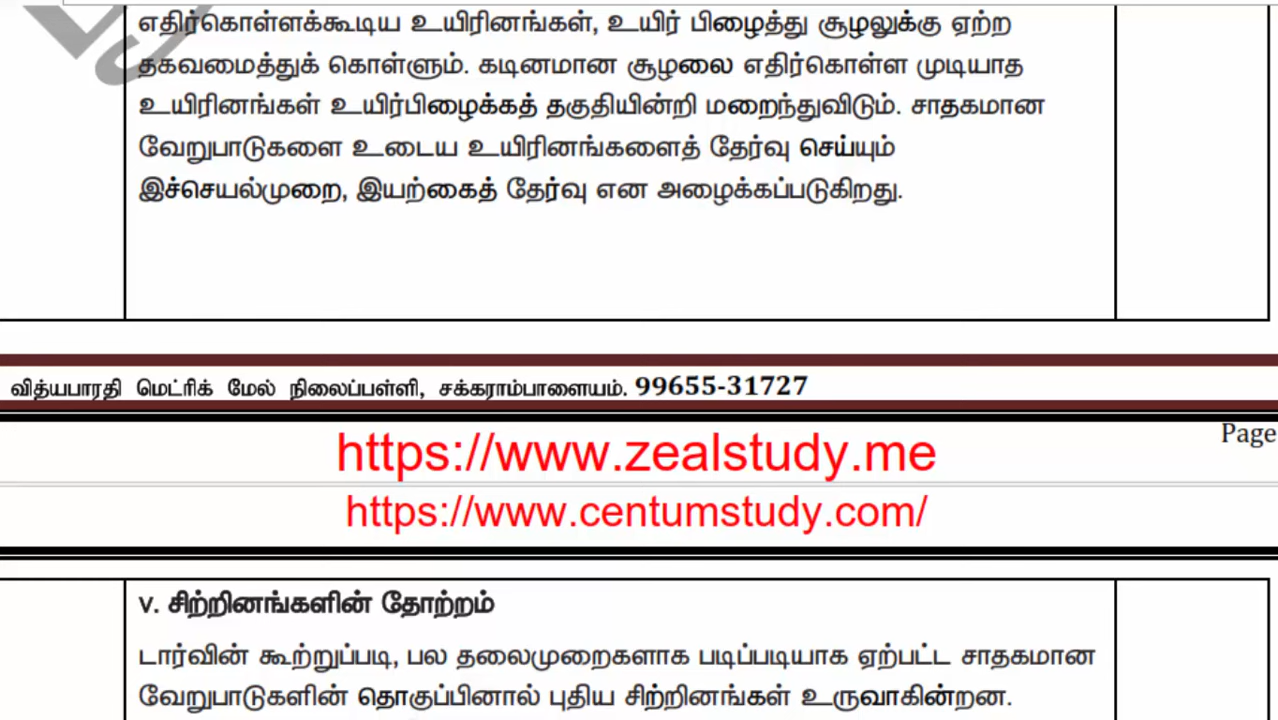 எதிர்கொள்ளக்கூடிய உயிரினங்கள், உயிர் பிழைத்து சூழலுக்கு ஏற்ற
தகவமைத்துக் கொள்ளும். கடினமான சூழலை எதிர்கொள்ள முடியாத
உயிரினங்கள் உயிர்பிழைக்கத் தகுதியின்றி மறைந்துவிடும். சாதகமான
வேறுபாடுகளை உடைய உயிரினங்களைத் தேர்வு செய்யும்
இச்செயல்முறை, இயற்கைத் தேர்வு என அழைக்கப்படுகிறது.
வித்யபாரதி மெட்ரிக் மேல் நிலைப்பள்ளி, சக்கராம்பாளையம். 99655-31727
Page
https://www.zealstudy.me
https://www.centumstudy.com/
v. சிற்றினங்களின் தோற்றம்
டார்வின் கூற்றுப்படி, பல தலைமுறைகளாக படிப்படியாக ஏற்பட்ட சாதகமான
வேறுபாடுகளின் தொகுப்பினால் புதிய சிற்றினங்கள் உருவாகின்றன.